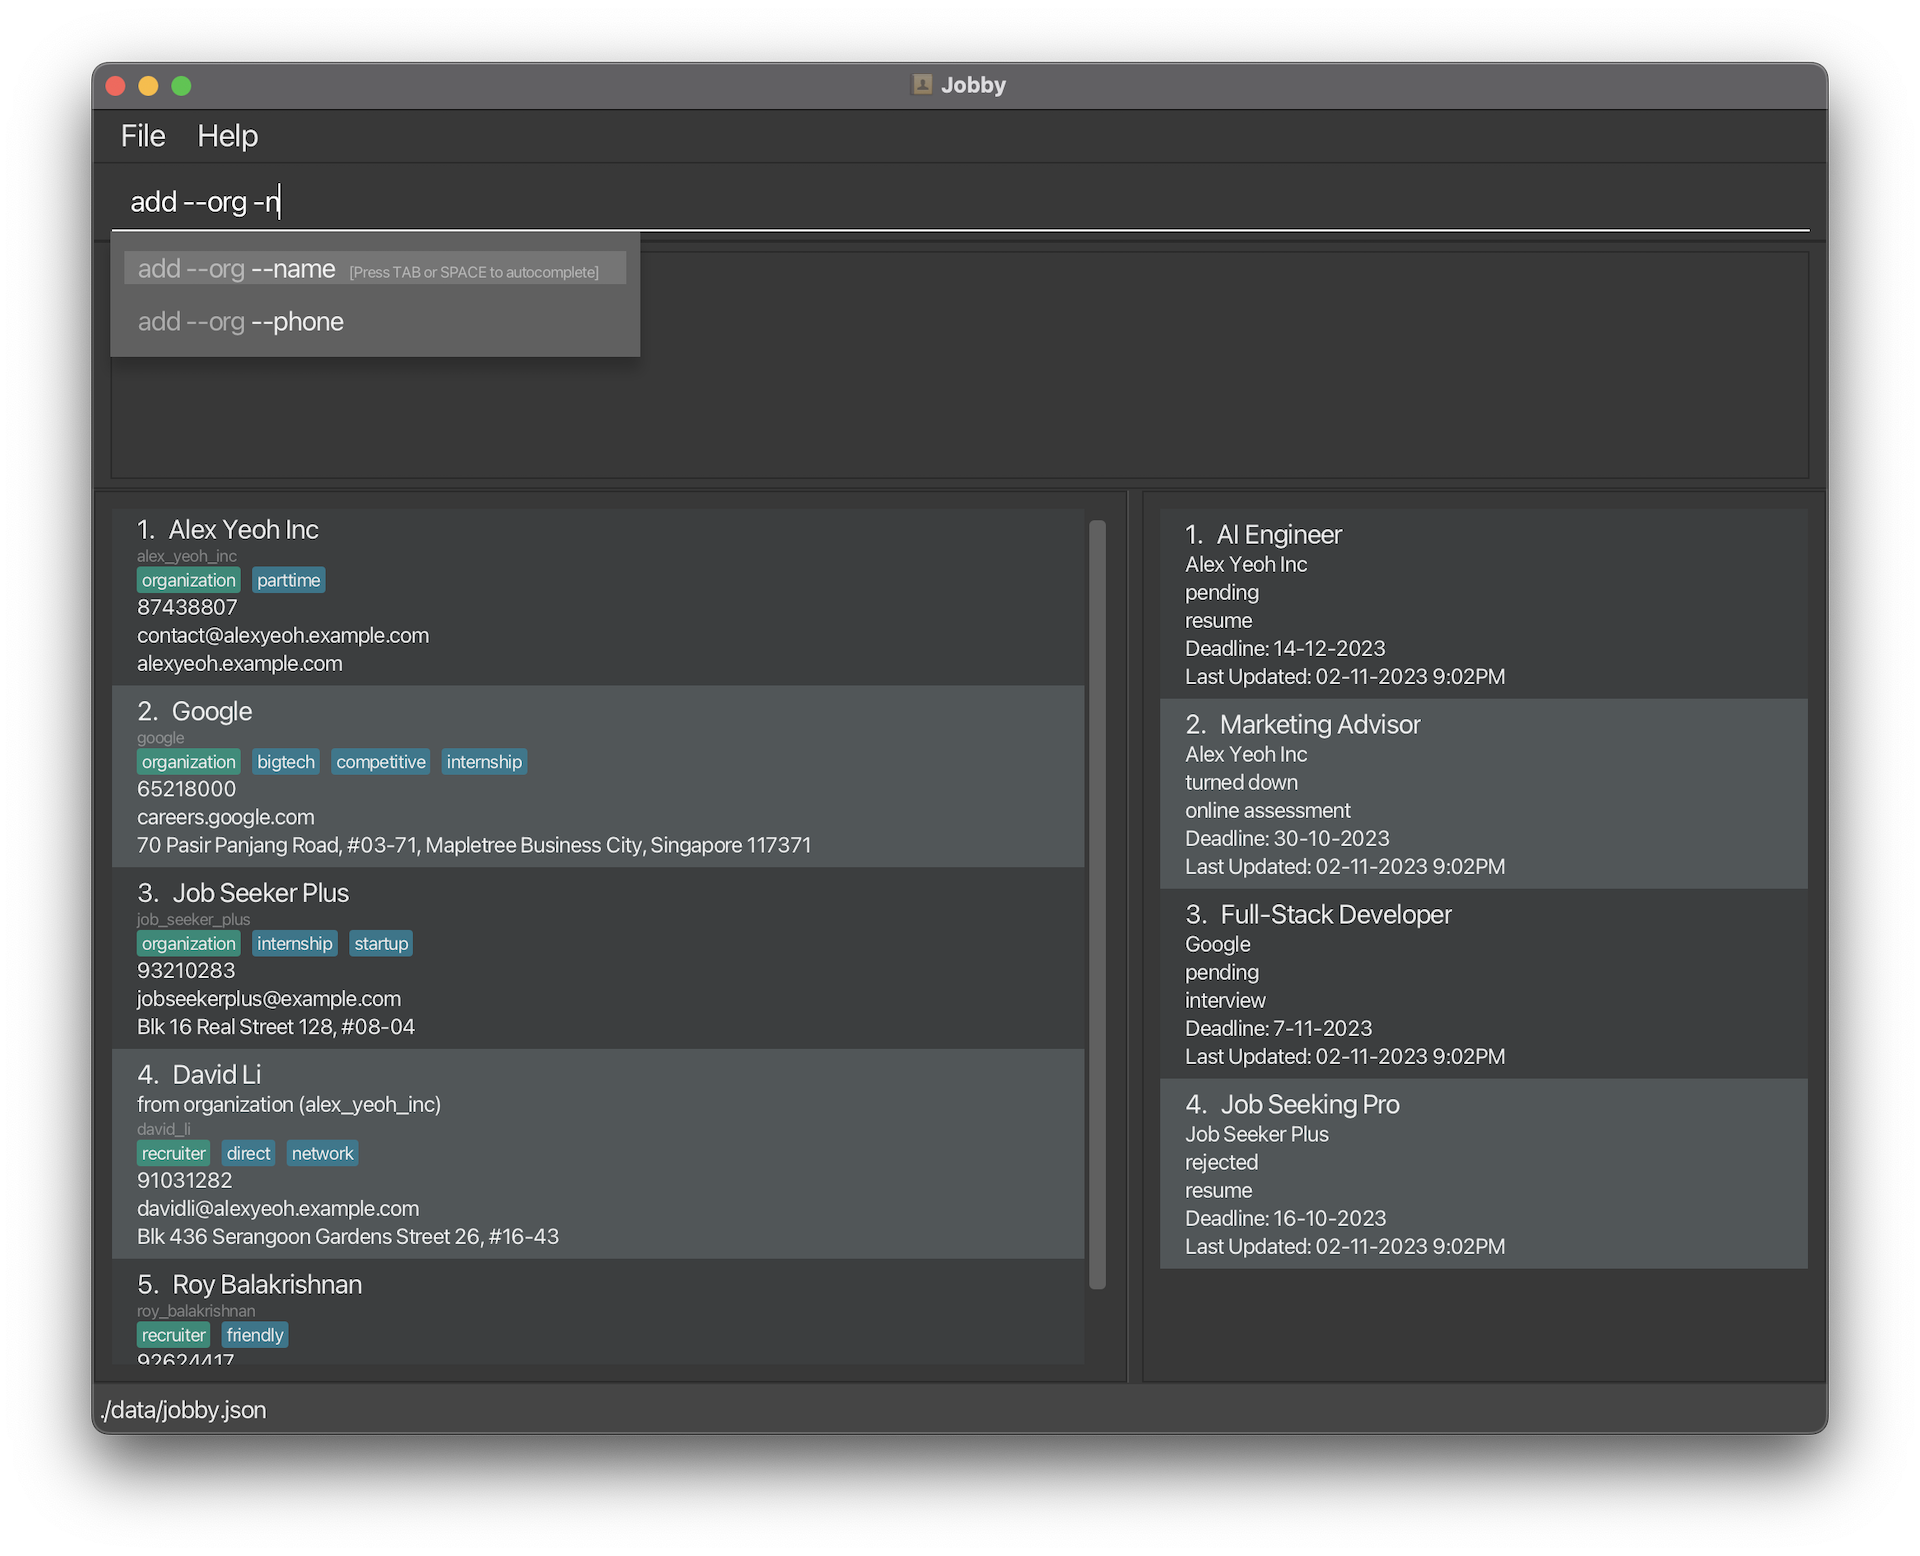 Jobby
File Help
add --org -n
add --org --name [Press TAB or SPACE to autocomplete]
add --org --phone
1. Alex Yeoh Inc
alex_yeoh_inc
organization parttime
87438807
contact@alexyeoh.example.com
alexyeoh.example.com
2. Google
google
organization bigtech competitive internship
65218000
careers.google.com
70 Pasir Panjang Road, #03-71, Mapletree Business City, Singapore 117371
3. Job Seeker Plus
job_seeker_plus
organization internship startup
93210283
jobseekerplus@example.com
Blk 16 Real Street 128, #08-04
4. David Li
from organization (alex_yeoh_inc)
david_li
recruiter direct network
91031282
davidli@alexyeoh.example.com
Blk 436 Serangoon Gardens Street 26, #16-43
5. Roy Balakrishnan
roy_balakrishnan
recruiter friendly
92624417
1. AI Engineer
Alex Yeoh Inc
pending
resume
Deadline: 14-12-2023
Last Updated: 02-11-2023 9:02PM
2. Marketing Advisor
Alex Yeoh Inc
turned down
online assessment
Deadline: 30-10-2023
Last Updated: 02-11-2023 9:02PM
3. Full-Stack Developer
Google
pending
interview
Deadline: 7-11-2023
Last Updated: 02-11-2023 9:02PM
4. Job Seeking Pro
Job Seeker Plus
rejected
resume
Deadline: 16-10-2023
Last Updated: 02-11-2023 9:02PM
./data/jobby.json